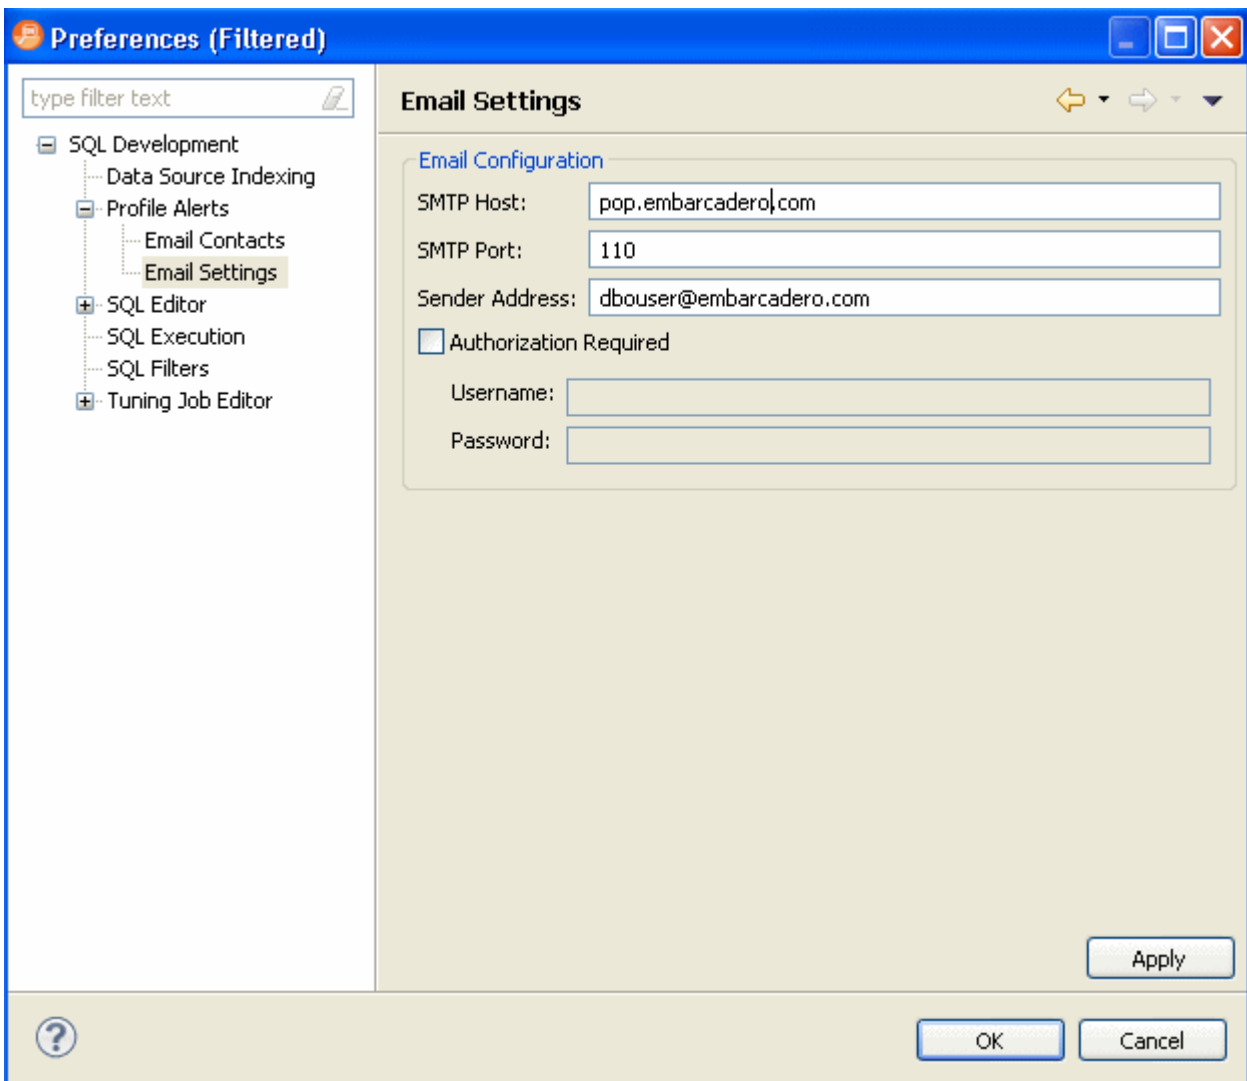 Preferences (Filtered)
type filter text
SQL Development
Data Source Indexing
Profile Alerts
Email Contacts
Email Settings
SQL Editor
SQL Execution
SQL Filters
Tuning Job Editor
Email Settings
Email Configuration
SMTP Host: pop.embarcadero.com
SMTP Port: 110
Sender Address: dbouser@embarcadero.com
Authorization Required
Username:
Password:
Apply
? OK Cancel